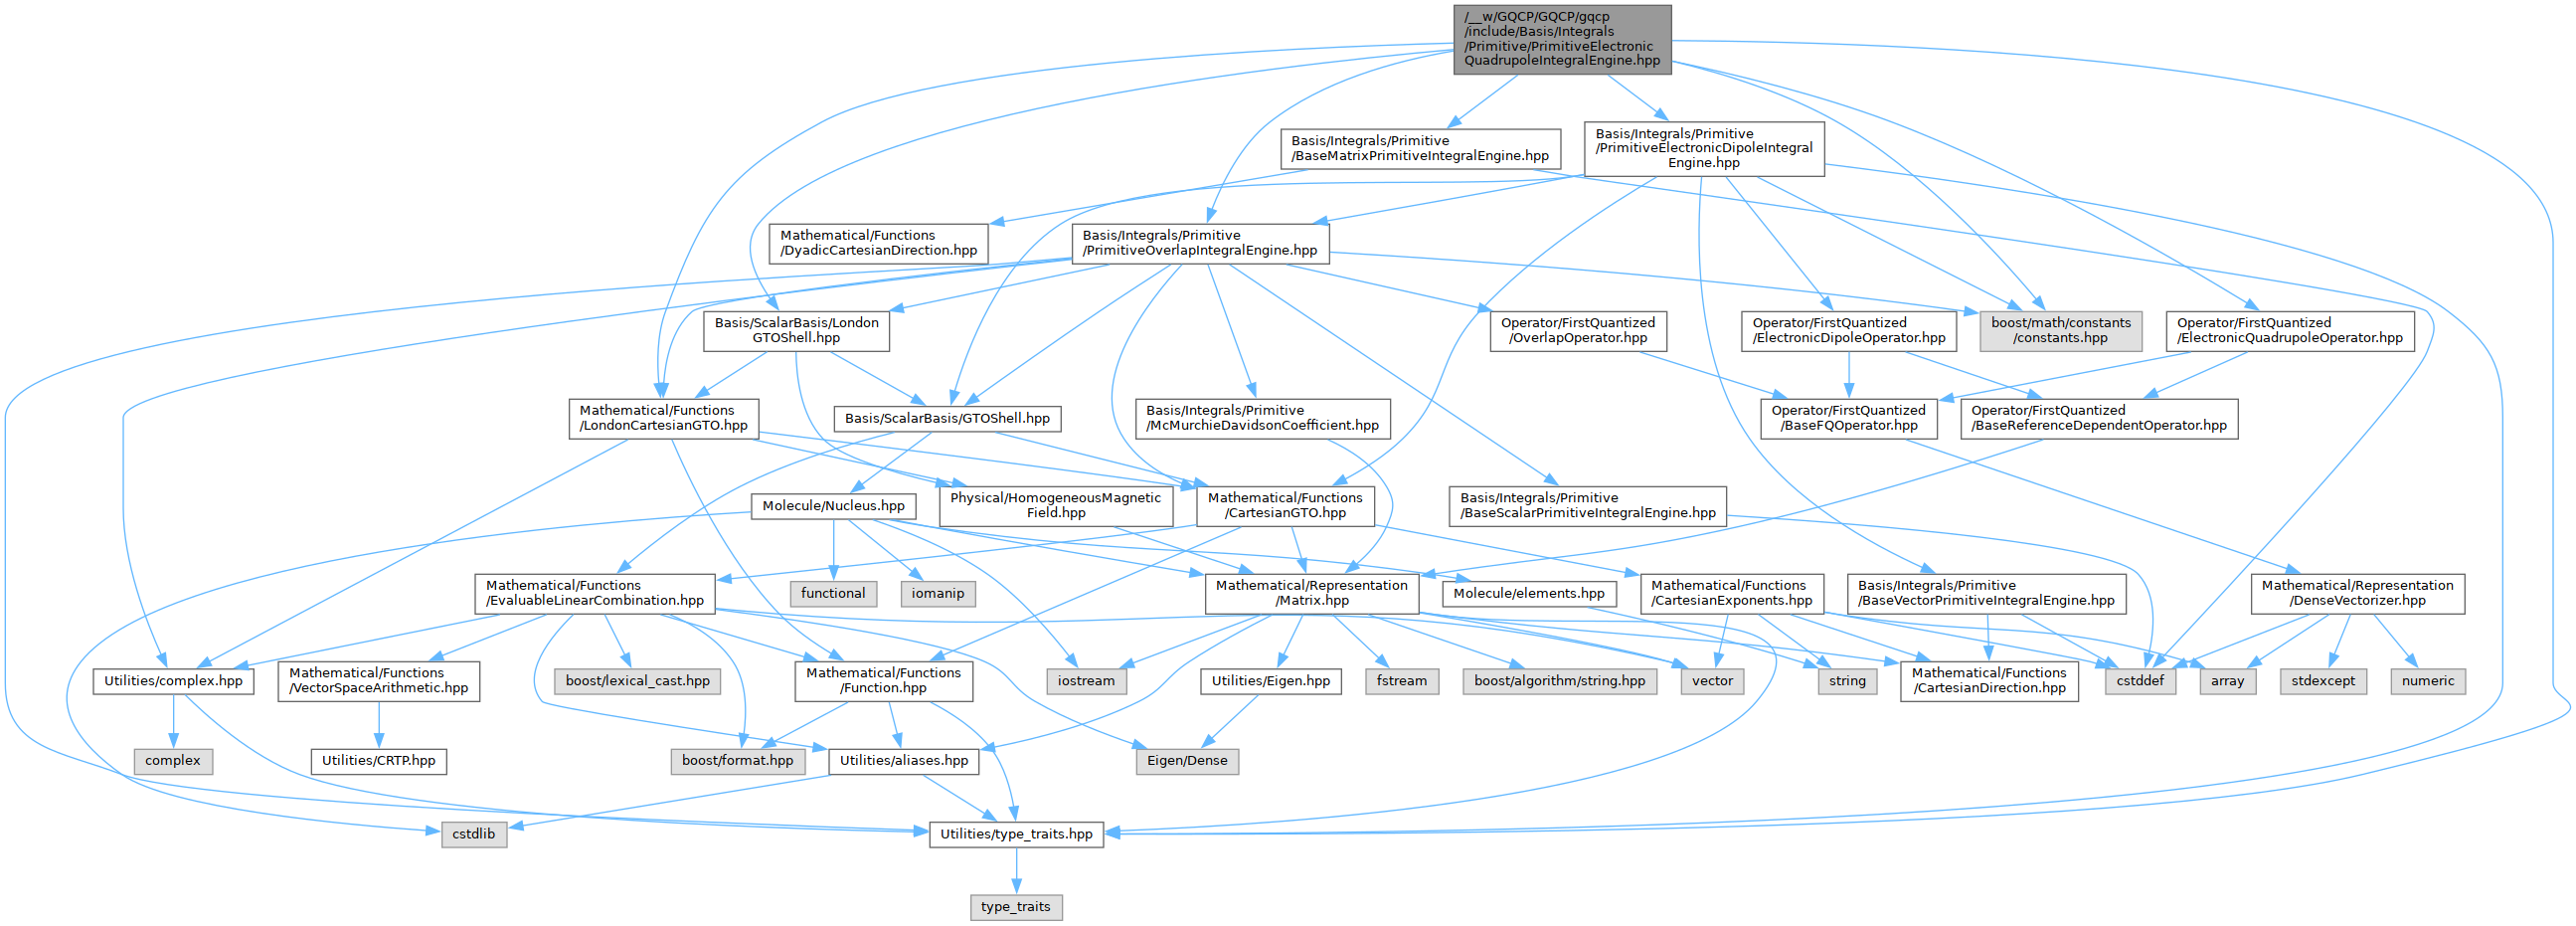 /__w/GQCP/GQCP/gqcp
/include/Basis/Integrals
/Primitive/PrimitiveElectronic
QuadrupoleIntegralEngine.hpp
Basis/Integrals/Primitive
/BaseMatrixPrimitiveIntegralEngine.hpp
Basis/Integrals/Primitive
/PrimitiveElectronicDipoleIntegral
Engine.hpp
Mathematical/Functions
/DyadicCartesianDirection.hpp
Basis/Integrals/Primitive
/PrimitiveOverlapIntegralEngine.hpp
Basis/ScalarBasis/London
GTOShell.hpp
Operator/FirstQuantized
/OverlapOperator.hpp
Operator/FirstQuantized
/ElectronicDipoleOperator.hpp
boost/math/constants
/constants.hpp
Operator/FirstQuantized
/ElectronicQuadrupoleOperator.hpp
Mathematical/Functions
/LondonCartesianGTO.hpp
Basis/ScalarBasis/GTOShell.hpp
Basis/Integrals/Primitive
/McMurchieDavidsonCoefficient.hpp
Operator/FirstQuantized
/BaseFQOperator.hpp
Operator/FirstQuantized
/BaseReferenceDependentOperator.hpp
Molecule/Nucleus.hpp
Physical/HomogeneousMagnetic
Field.hpp
Mathematical/Functions
/CartesianGTO.hpp
Basis/Integrals/Primitive
/BaseScalarPrimitiveIntegralEngine.hpp
Mathematical/Functions
/EvaluableLinearCombination.hpp
functional
iomanip
Mathematical/Representation
/Matrix.hpp
Molecule/elements.hpp
Mathematical/Functions
/CartesianExponents.hpp
Basis/Integrals/Primitive
/BaseVectorPrimitiveIntegralEngine.hpp
Mathematical/Representation
/DenseVectorizer.hpp
Utilities/complex.hpp
Mathematical/Functions
/VectorSpaceArithmetic.hpp
boost/lexical_cast.hpp
Mathematical/Functions
/Function.hpp
iostream
Utilities/Eigen.hpp
fstream
boost/algorithm/string.hpp
vector
string
Mathematical/Functions
/CartesianDirection.hpp
cstddef
array
stdexcept
numeric
complex
Utilities/CRTP.hpp
boost/format.hpp
Utilities/aliases.hpp
Eigen/Dense
cstdlib
Utilities/type_traits.hpp
type_traits